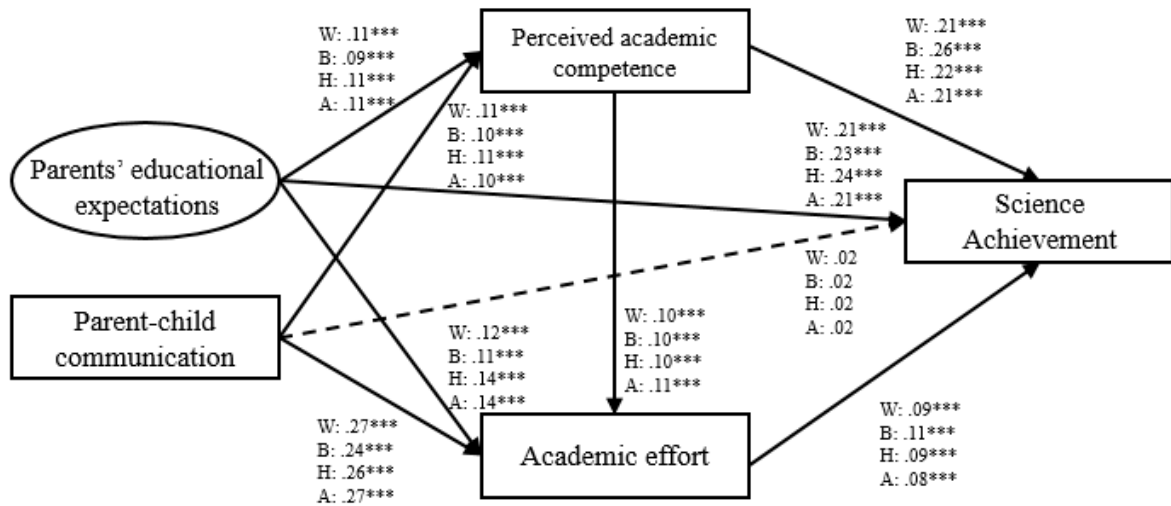 W: .11***
B: .09***
H: .11***
A: .11***
Perceived academic
competence
W: .21***
B: .26***
H: .22***
A: .21***
W: .11***
B: .10***
H: .11***
A: .10***
W: .21***
B: .23***
H: .24***
A: .21***
Parents’ educational
expectations
Science
Achievement
W: .02
B: .02
H: .02
A: .02
Parent-child
communication
W: .12***
B: .11***
H: .14***
A: .14***
W: .10***
B: .10***
H: .10***
A: .11***
W: .27***
B: .24***
H: .26***
A: .27***
Academic effort
W: .09***
B: .11***
H: .09***
A: .08***